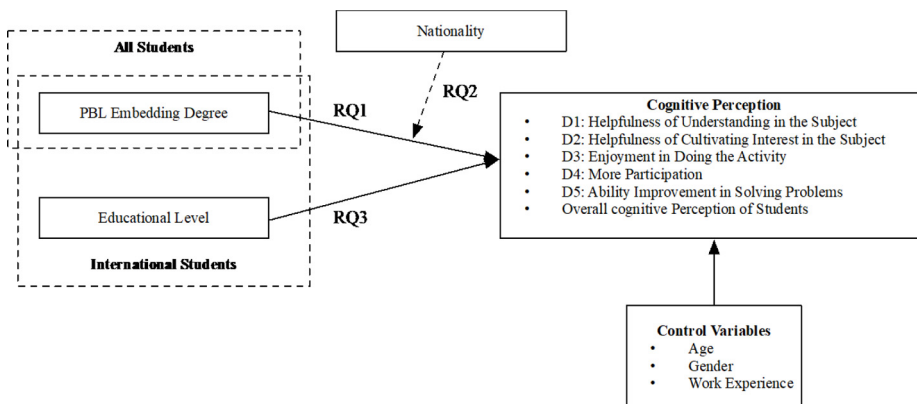 Nationality
All Students
RQ2
PBL Embedding Degree
RQ1
Cognitive Perception
• D1: Helpfulness of Understanding in the Subject
• D2: Helpfulness of Cultivating Interest in the Subject
• D3: Enjoyment in Doing the Activity
• D4: More Participation
• D5: Ability Improvement in Solving Problems
• Overall cognitive Perception of Students
Educational Level
RQ3
International Students
Control Variables
• Age
• Gender
• Work Experience